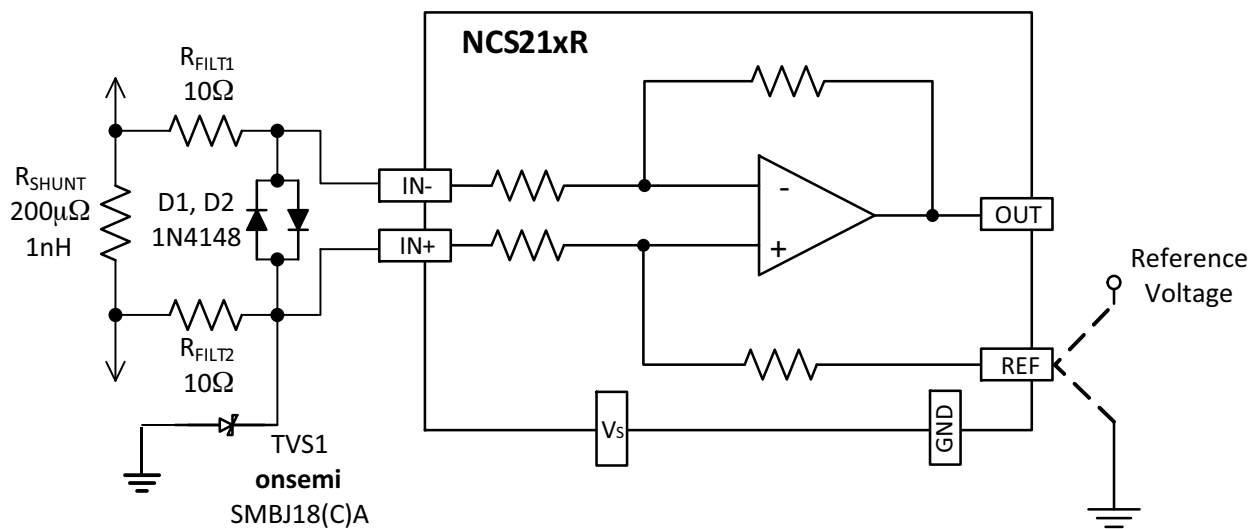 NCS21xR
RFILT1
10Ω
RSHUNT
200μΩ
1nH
D1, D2
1N4148
IN-
IN+
-
+
OUT
Reference
Voltage
RFILT2
10Ω
REF
VS
GND
TVS1
onsemi
SMBJ18(C)A